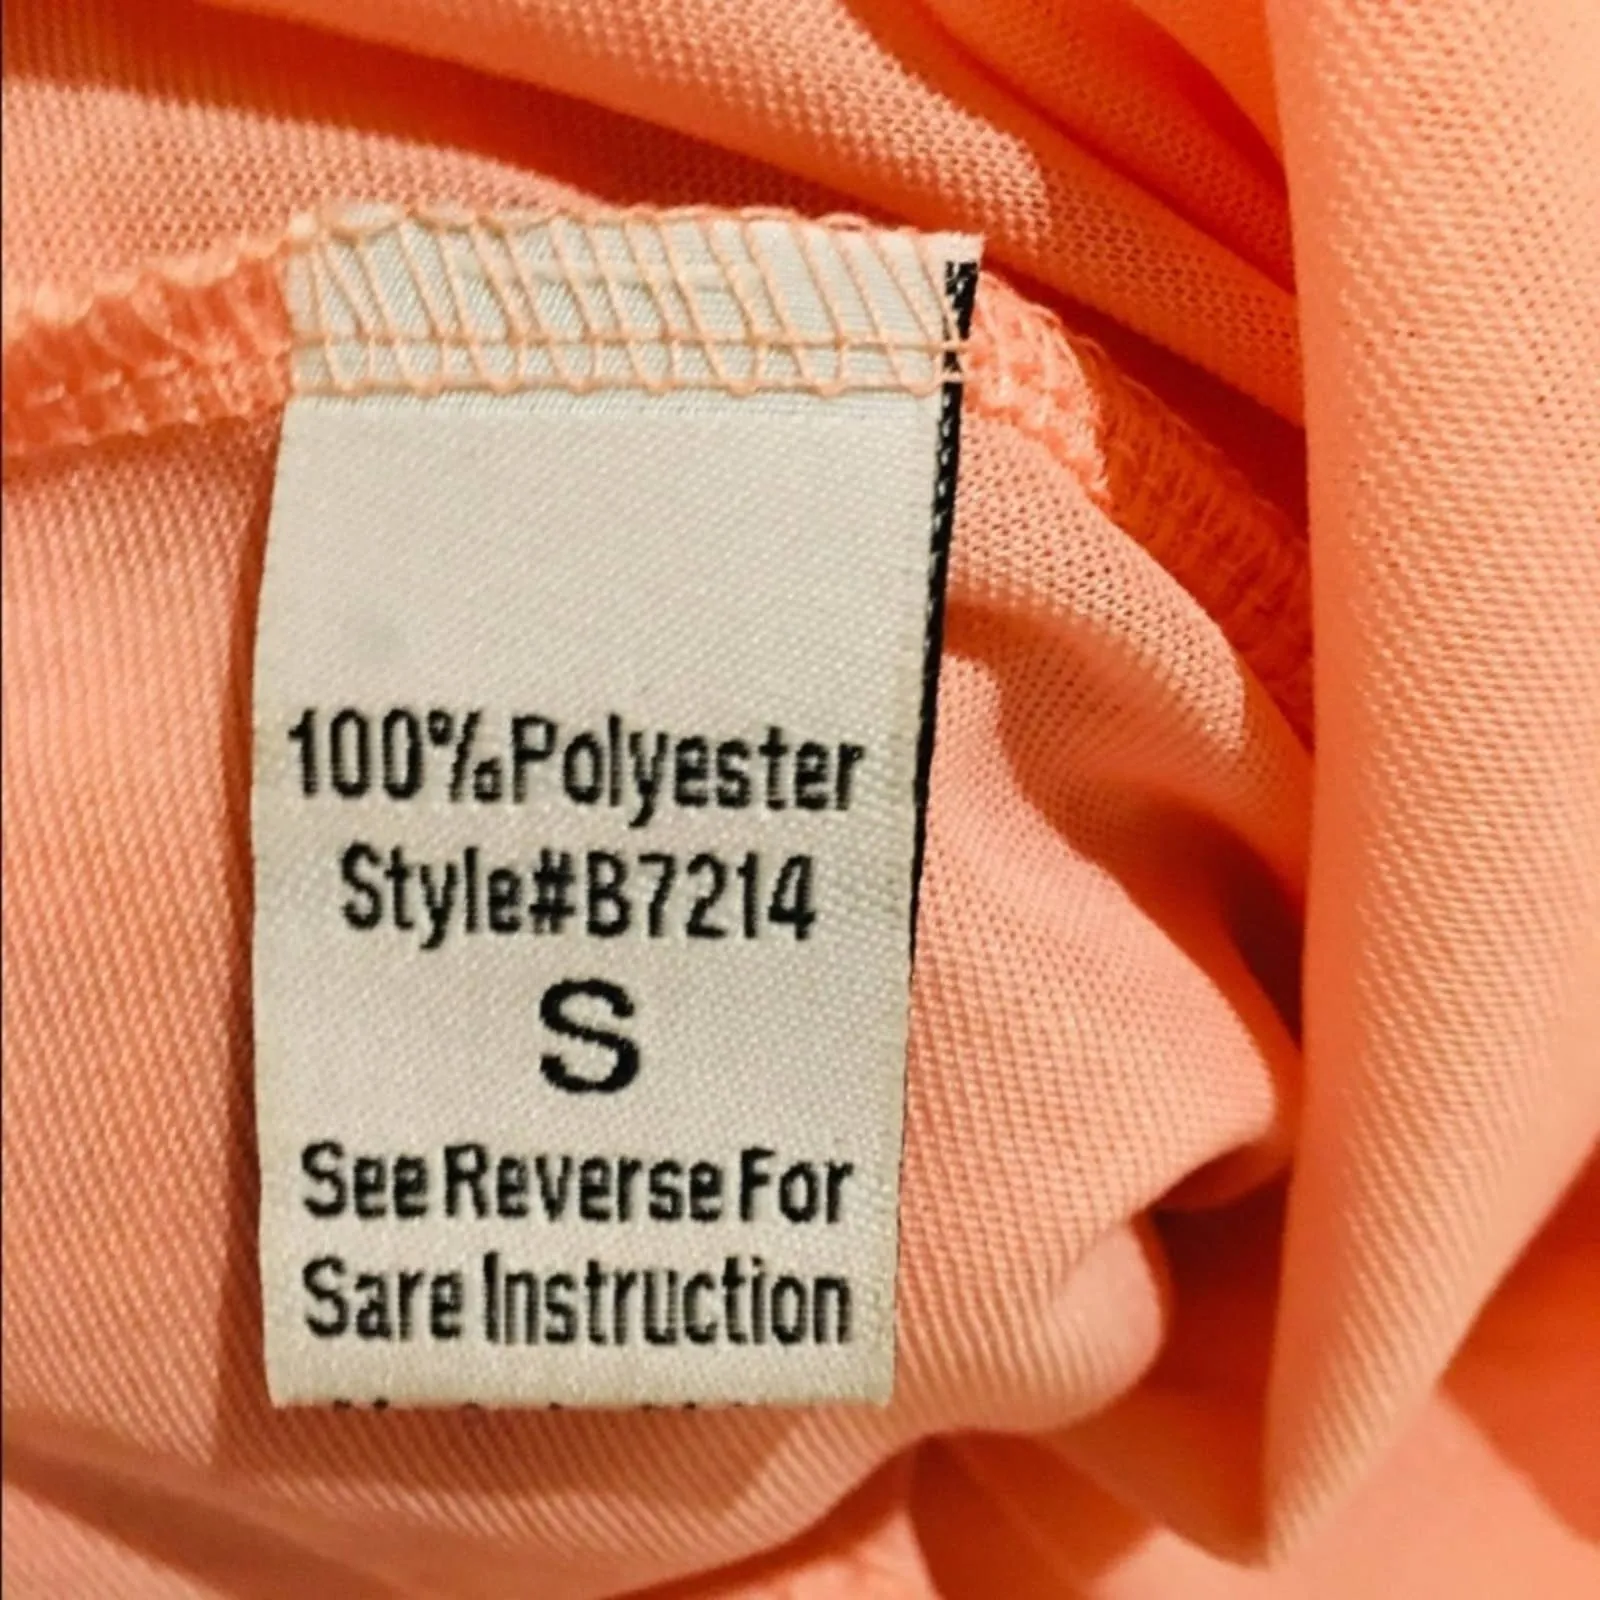 100%Polyester
Style#B7214
S
See Reverse For
Sare Instruction